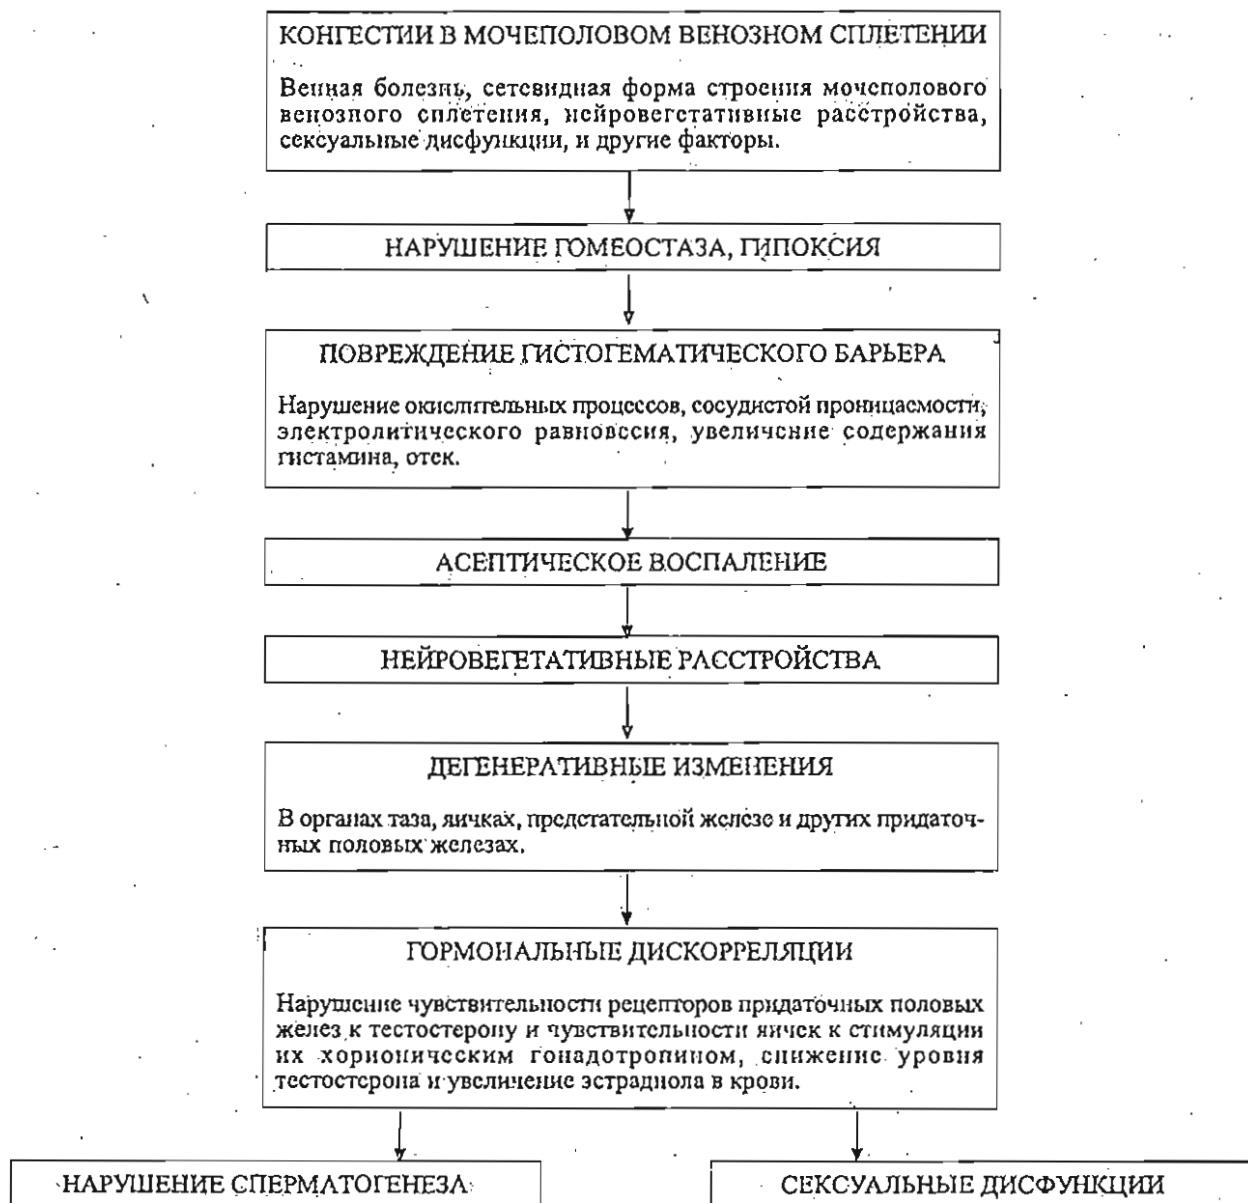 КОНГЕСТИИ В МОЧЕПОЛОВОМ ВЕНОЗНОМ СПЛЕТЕНИИ
Венная болезнь, сетевидная форма строения мочеполового
венозного сплетения, нейровегетативные расстройства,
сексуальные дисфункции, и другие факторы.
НАРУШЕНИЕ ГОМЕОСТАЗА, ГИПОКСИЯ
ПОВРЕЖДЕНИЕ ГИСТОГЕМАТИЧЕСКОГО БАРЬЕРА
Нарушение окислительных процессов, сосудистой проницаемости,
электролитического равновесия, увеличение содержания
гистамина, отек.
АСЕПТИЧЕСКОЕ ВОСПАЛЕНИЕ
НЕЙРОВЕГЕТАТИВНЫЕ РАССТРОЙСТВА
ДЕГЕНЕРАТИВНЫЕ ИЗМЕНЕНИЯ
В органах таза, яичках, предстательной железе и других придаточ-
ных половых железах.
ГОРМОНАЛЬНЫЕ ДИСКОРРЕЛЯЦИИ
Нарушение чувствительности рецепторов придаточных половых
желез к тестостерону и чувствительности яичек к стимуляции
их хорионическим гонадотропином, снижение уровня
тестостерона и увеличение эстрадиола в крови.
НАРУШЕНИЕ СПЕРМАТОГЕНЕЗА
СЕКСУАЛЬНЫЕ ДИСФУНКЦИИ